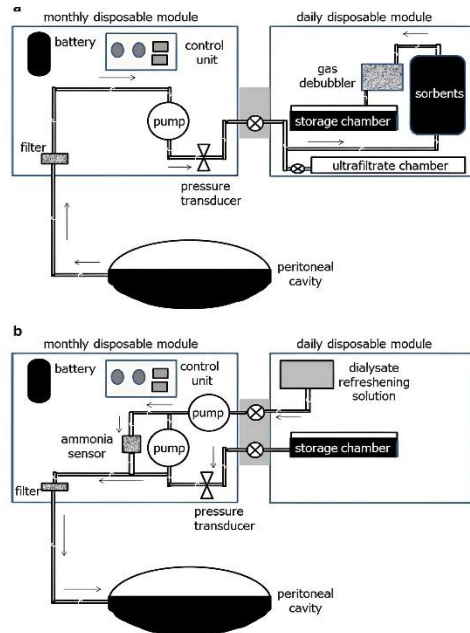 a
monthly disposable module
daily disposable module
battery
control
unit
gas
debubbler
sorbents
pump
storage chamber
filter
pressure
transducer
ultrafiltrate chamber
peritoneal
cavity
b
monthly disposable module
daily disposable module
battery
control
unit
dialysate
refreshening
solution
pump
ammonia
sensor
pump
storage chamber
filter
pressure
transducer
peritoneal
cavity